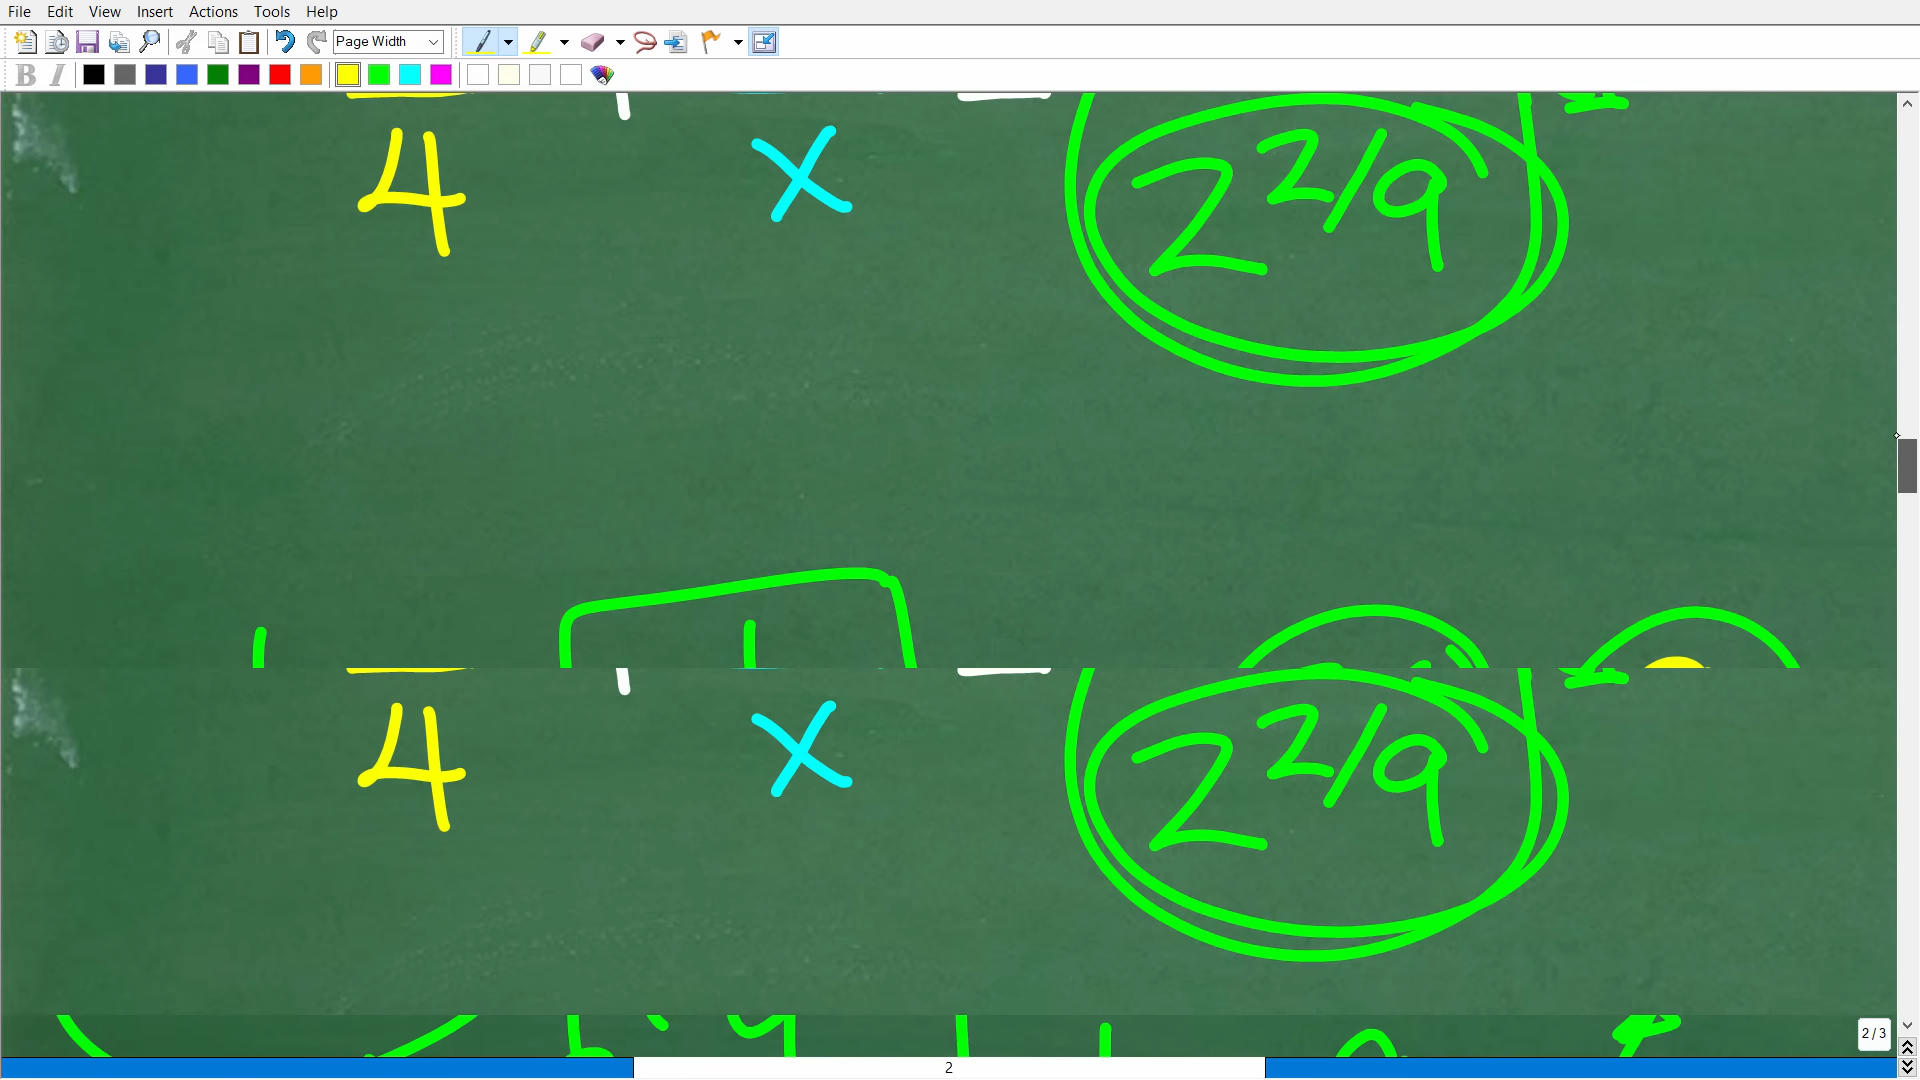 File Edit View Insert Actions Tools Help
Page Width
B I
4 x 2 2/9
4 x 2 2/9
2 / 3
2